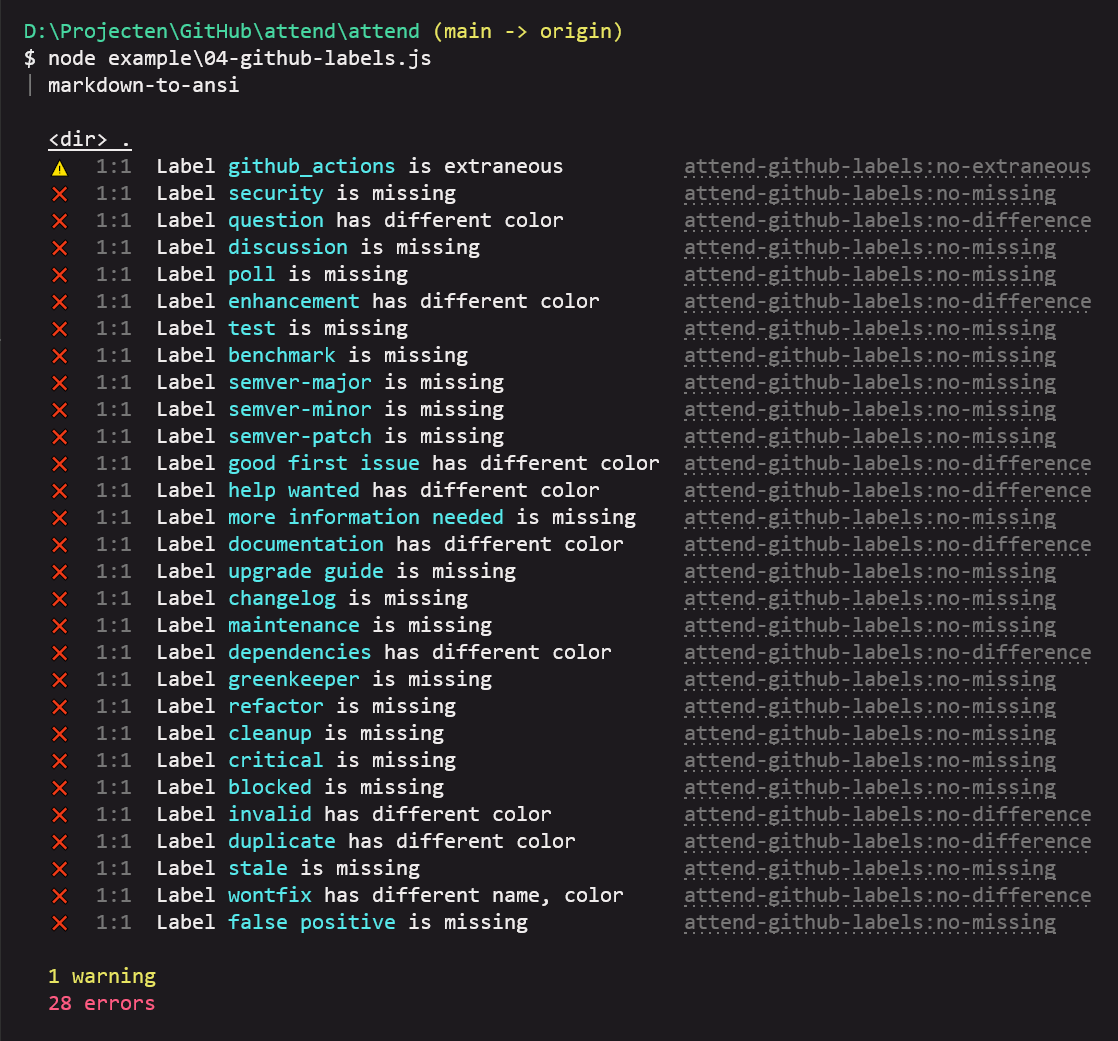 D:\Projecten\GitHub\attend\attend (main -> origin)
$ node example\04-github-labels.js
| markdown-to-ansi
<dir> .
⚠ 1:1 Label github_actions is extraneous attend-github-labels:no-extraneous
✕ 1:1 Label security is missing attend-github-labels:no-missing
✕ 1:1 Label question has different color attend-github-labels:no-difference
✕ 1:1 Label discussion is missing attend-github-labels:no-missing
✕ 1:1 Label poll is missing attend-github-labels:no-missing
✕ 1:1 Label enhancement has different color attend-github-labels:no-difference
✕ 1:1 Label test is missing attend-github-labels:no-missing
✕ 1:1 Label benchmark is missing attend-github-labels:no-missing
✕ 1:1 Label semver-major is missing attend-github-labels:no-missing
✕ 1:1 Label semver-minor is missing attend-github-labels:no-missing
✕ 1:1 Label semver-patch is missing attend-github-labels:no-missing
✕ 1:1 Label good first issue has different color attend-github-labels:no-difference
✕ 1:1 Label help wanted has different color attend-github-labels:no-difference
✕ 1:1 Label more information needed is missing attend-github-labels:no-missing
✕ 1:1 Label documentation has different color attend-github-labels:no-difference
✕ 1:1 Label upgrade guide is missing attend-github-labels:no-missing
✕ 1:1 Label changelog is missing attend-github-labels:no-missing
✕ 1:1 Label maintenance is missing attend-github-labels:no-missing
✕ 1:1 Label dependencies has different color attend-github-labels:no-difference
✕ 1:1 Label greenkeeper is missing attend-github-labels:no-missing
✕ 1:1 Label refactor is missing attend-github-labels:no-missing
✕ 1:1 Label cleanup is missing attend-github-labels:no-missing
✕ 1:1 Label critical is missing attend-github-labels:no-missing
✕ 1:1 Label blocked is missing attend-github-labels:no-missing
✕ 1:1 Label invalid has different color attend-github-labels:no-difference
✕ 1:1 Label duplicate has different color attend-github-labels:no-difference
✕ 1:1 Label stale is missing attend-github-labels:no-missing
✕ 1:1 Label wontfix has different name, color attend-github-labels:no-difference
✕ 1:1 Label false positive is missing attend-github-labels:no-missing
1 warning
28 errors